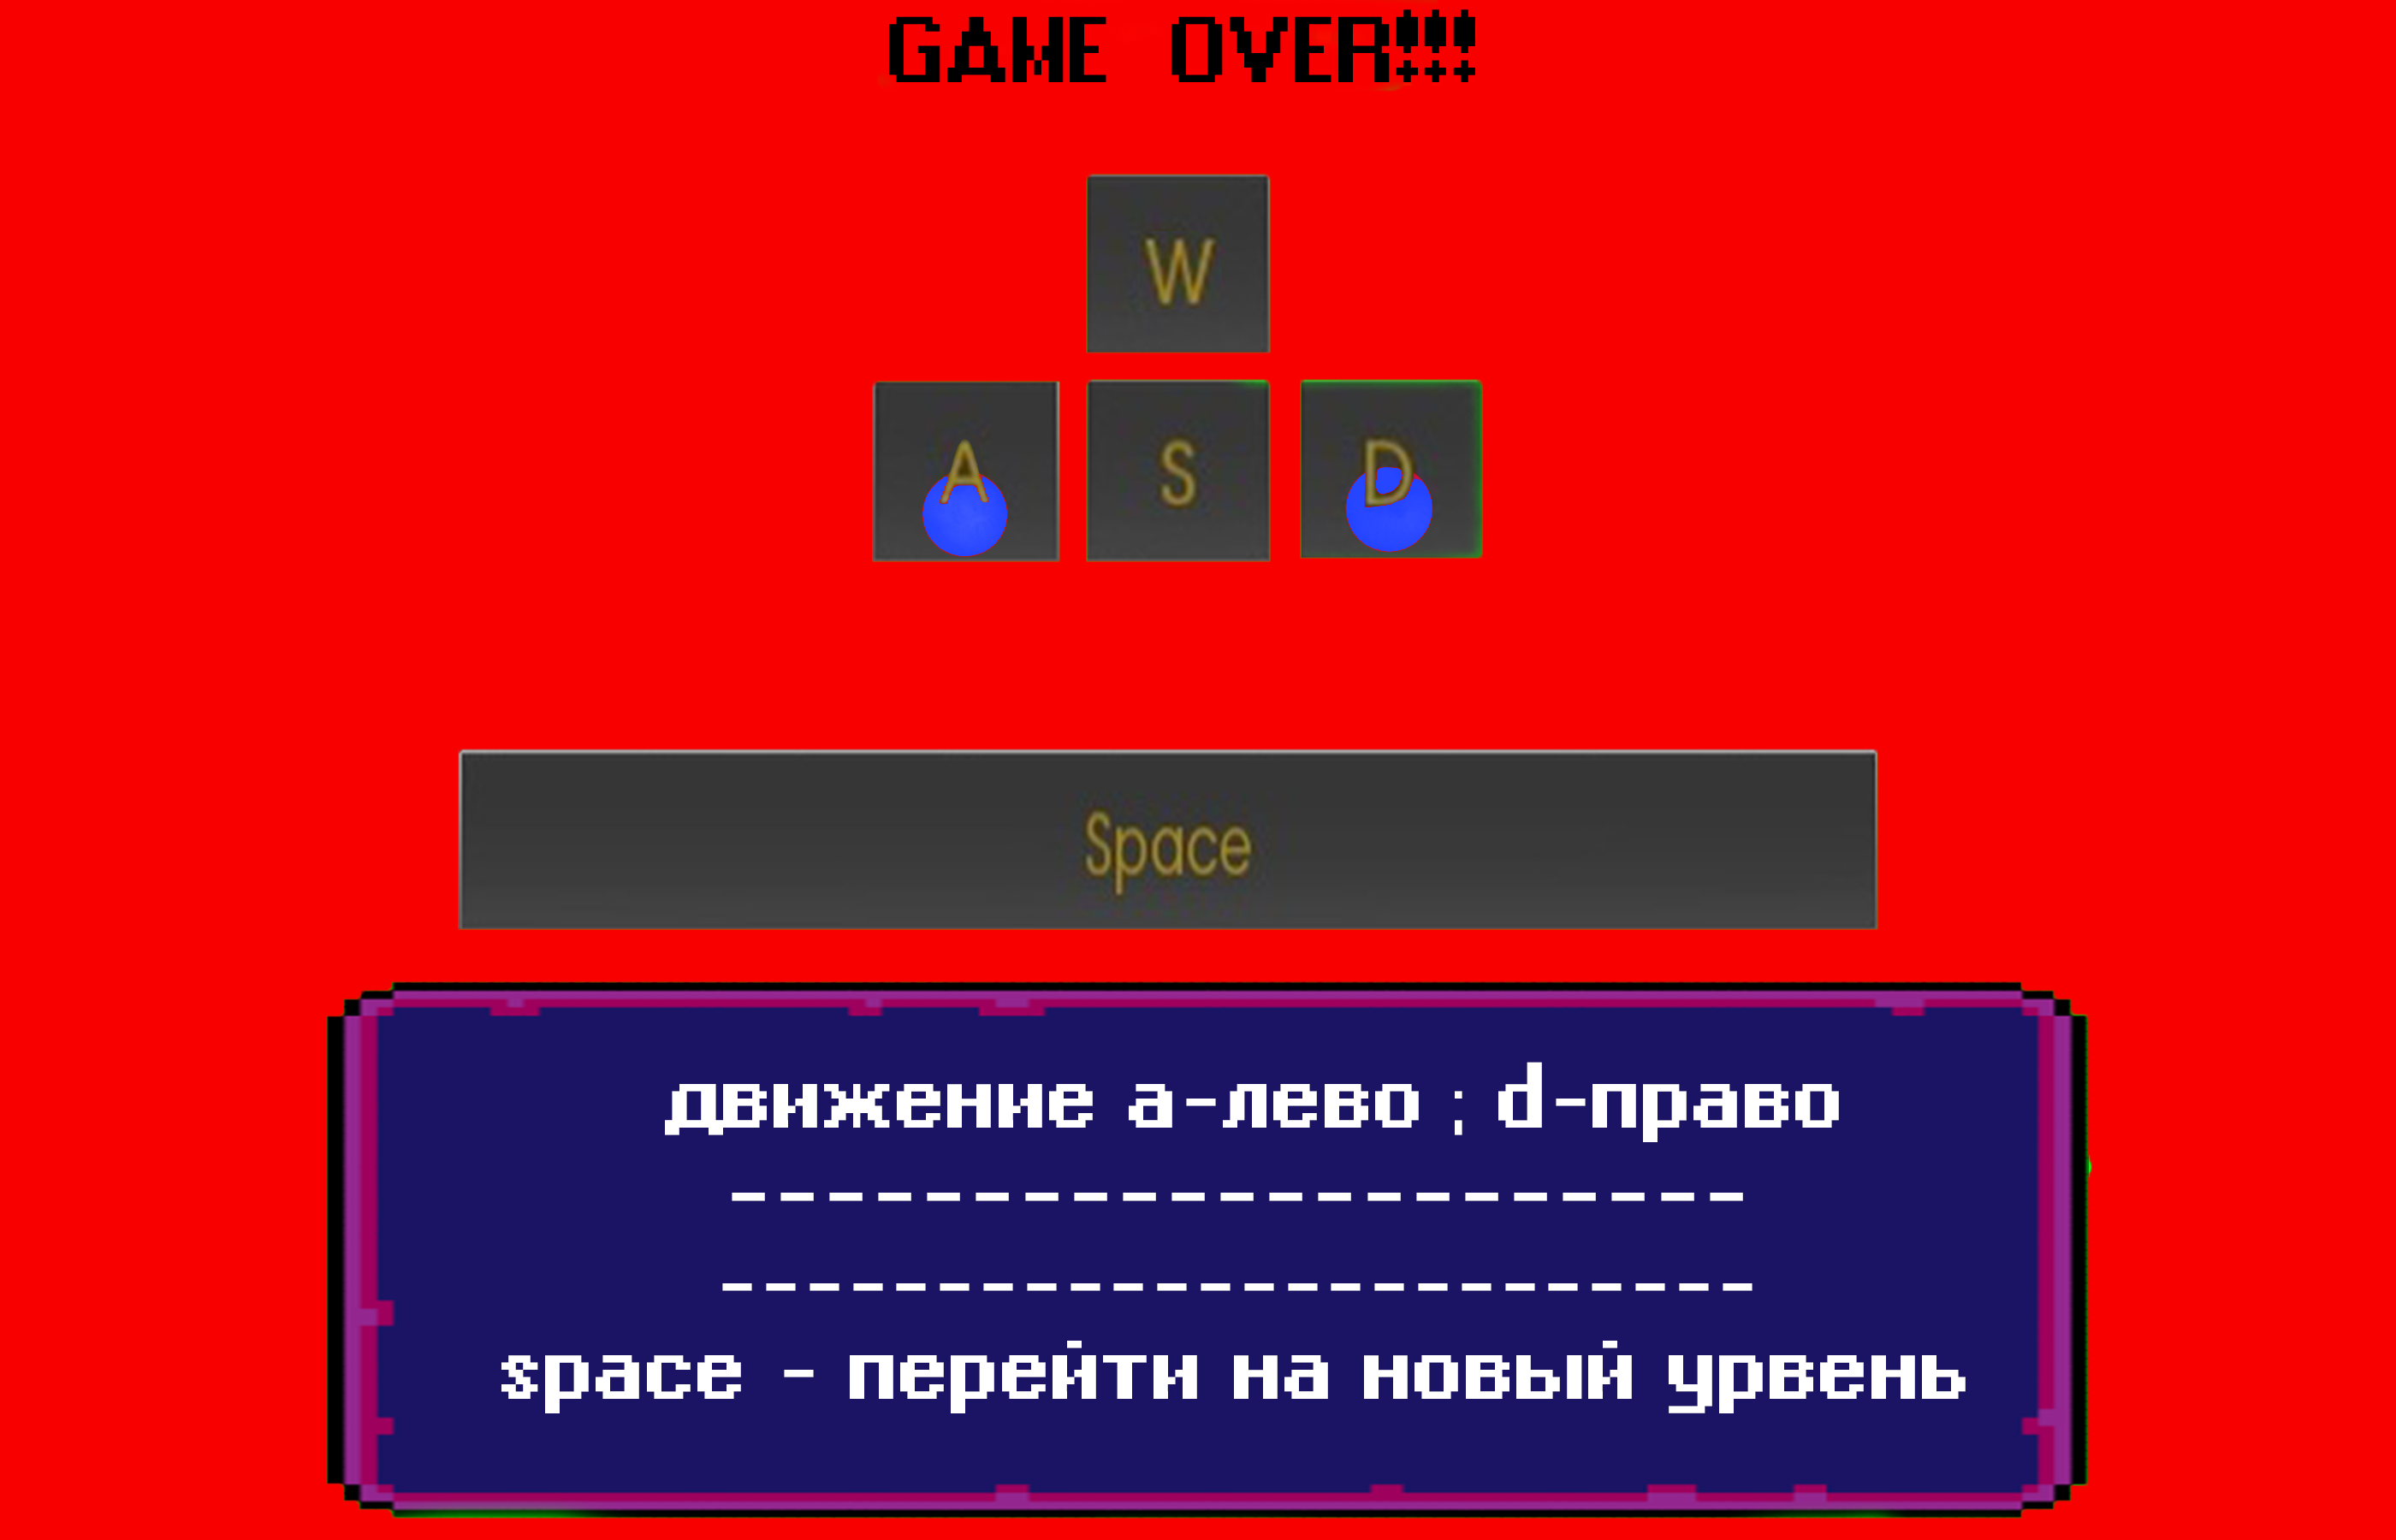 GAME OVER!!!
W
A S D
Space
движение a-лево ; d-право
---------------------
------------------------
space - перейти на новый урвень